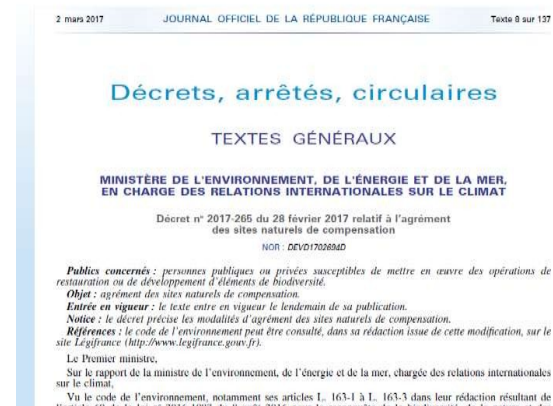 2 mars 2017 JOURNAL OFFICIEL DE LA RÉPUBLIQUE FRANÇAISE Texte 8 sur 137
Décrets, arrêtés, circulaires
TEXTES GÉNÉRAUX
MINISTÈRE DE L'ENVIRONNEMENT, DE L'ÉNERGIE ET DE LA MER,
EN CHARGE DES RELATIONS INTERNATIONALES SUR LE CLIMAT
Décret n° 2017-265 du 28 février 2017 relatif à l'agrément
des sites naturels de compensation
NOR : DEVD1702694D
Publics concernés : personnes publiques ou privées susceptibles de mettre en œuvre des opérations de
restauration ou de développement d'éléments de biodiversité.
Objet : agrément des sites naturels de compensation.
Entrée en vigueur : le texte entre en vigueur le lendemain de sa publication.
Notice : le décret précise les modalités d'agrément des sites naturels de compensation.
Références : le code de l'environnement peut être consulté, dans sa rédaction issue de cette modification, sur le
site Légifrance (http://www.legifrance.gouv.fr).
Le Premier ministre,
Sur le rapport de la ministre de l'environnement, de l'énergie et de la mer, chargée des relations internationales
sur le climat,
Vu le code de l'environnement, notamment ses articles L. 163-1 à L. 163-3 dans leur rédaction résultant de